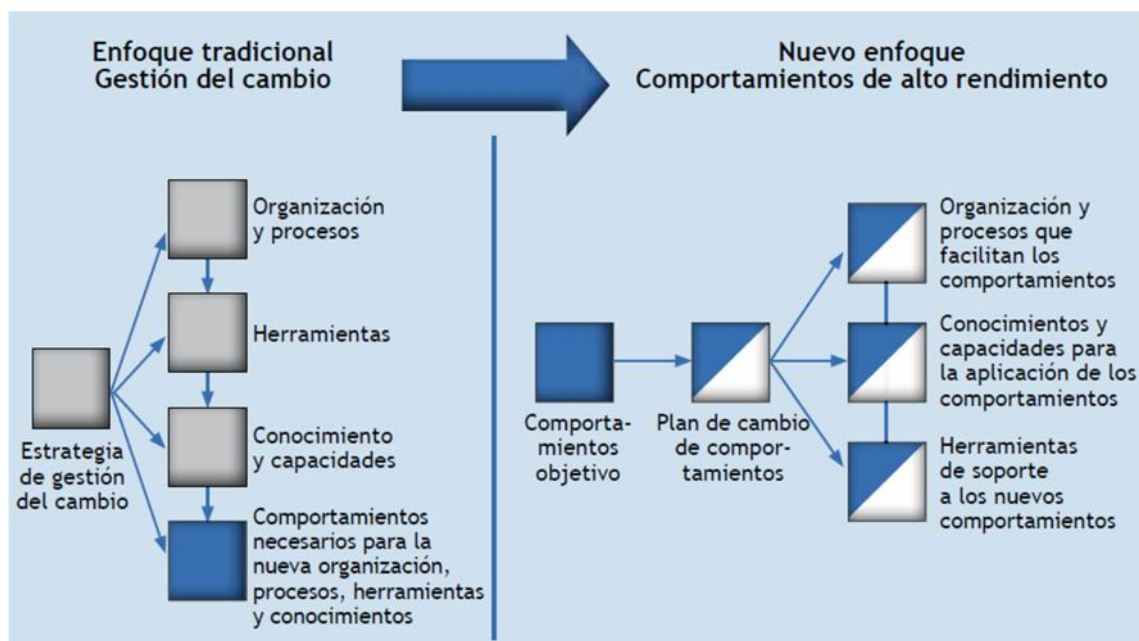 Enfoque tradicional
Gestión del cambio
Nuevo enfoque
Comportamientos de alto rendimiento
Organización
y procesos
Herramientas
Estrategia
de gestión
del cambio
Conocimiento
y capacidades
Comportamientos
necesarios para la
nueva organización,
procesos, herramientas
y conocimientos
Comporta-
mientos
objetivo
Plan de cambio
de compor-
tamientos
Organización y
procesos que
facilitan los
comportamientos
Conocimientos y
capacidades para
la aplicación de los
comportamientos
Herramientas
de soporte
a los nuevos
comportamientos